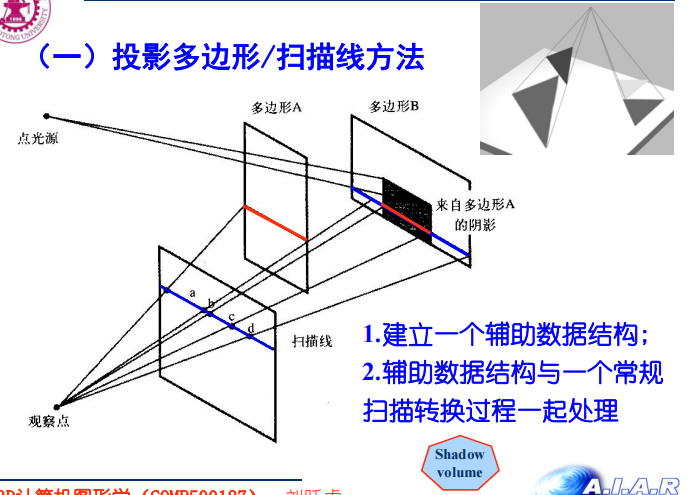 （一）投影多边形/扫描线方法
点光源
多边形A
多边形B
来自多边形A
的阴影
a
b
c
d
扫描线
观察点
1.建立一个辅助数据结构；
2.辅助数据结构与一个常规
扫描转换过程一起处理
Shadow
volume
A.I.A.R